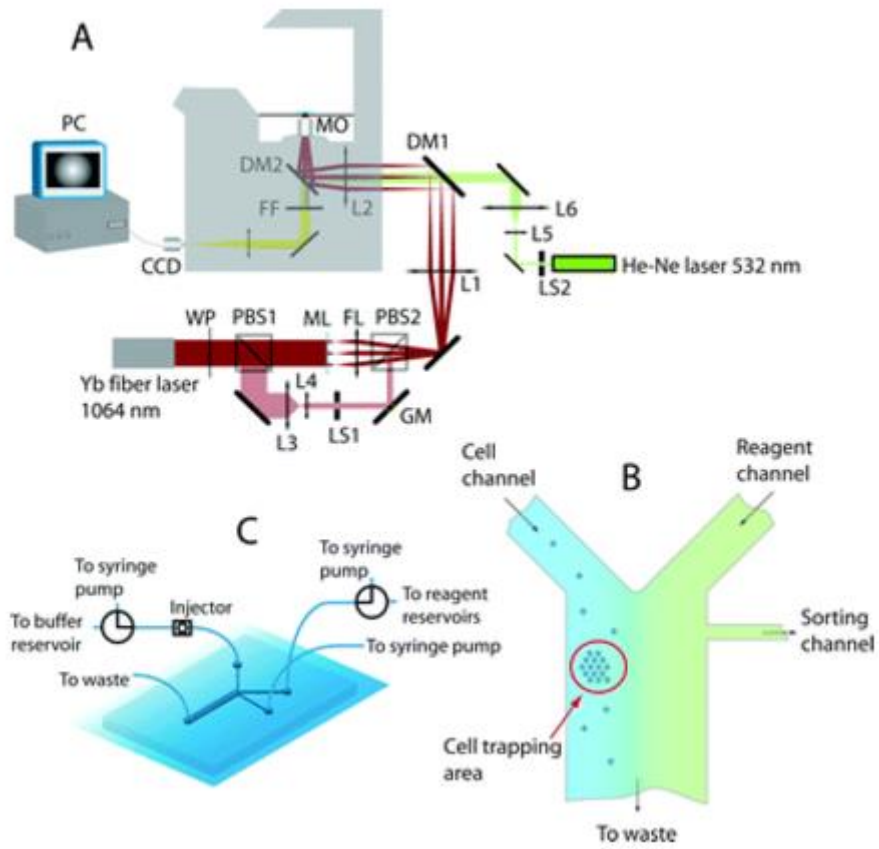 A
PC
MO
DM1
DM2
FF
L2
L6
L5
CCD
L1
LS2
He-Ne laser 532 nm
WP
PBS1
ML
FL
PBS2
Yb fiber laser
1064 nm
L4
L3
LS1
GM
B
Cell
channel
Reagent
channel
Sorting
channel
Cell trapping
area
To waste
C
To syringe
pump
To syringe
pump
To buffer
reservoir
Injector
To reagent
reservoirs
To syringe pump
To waste